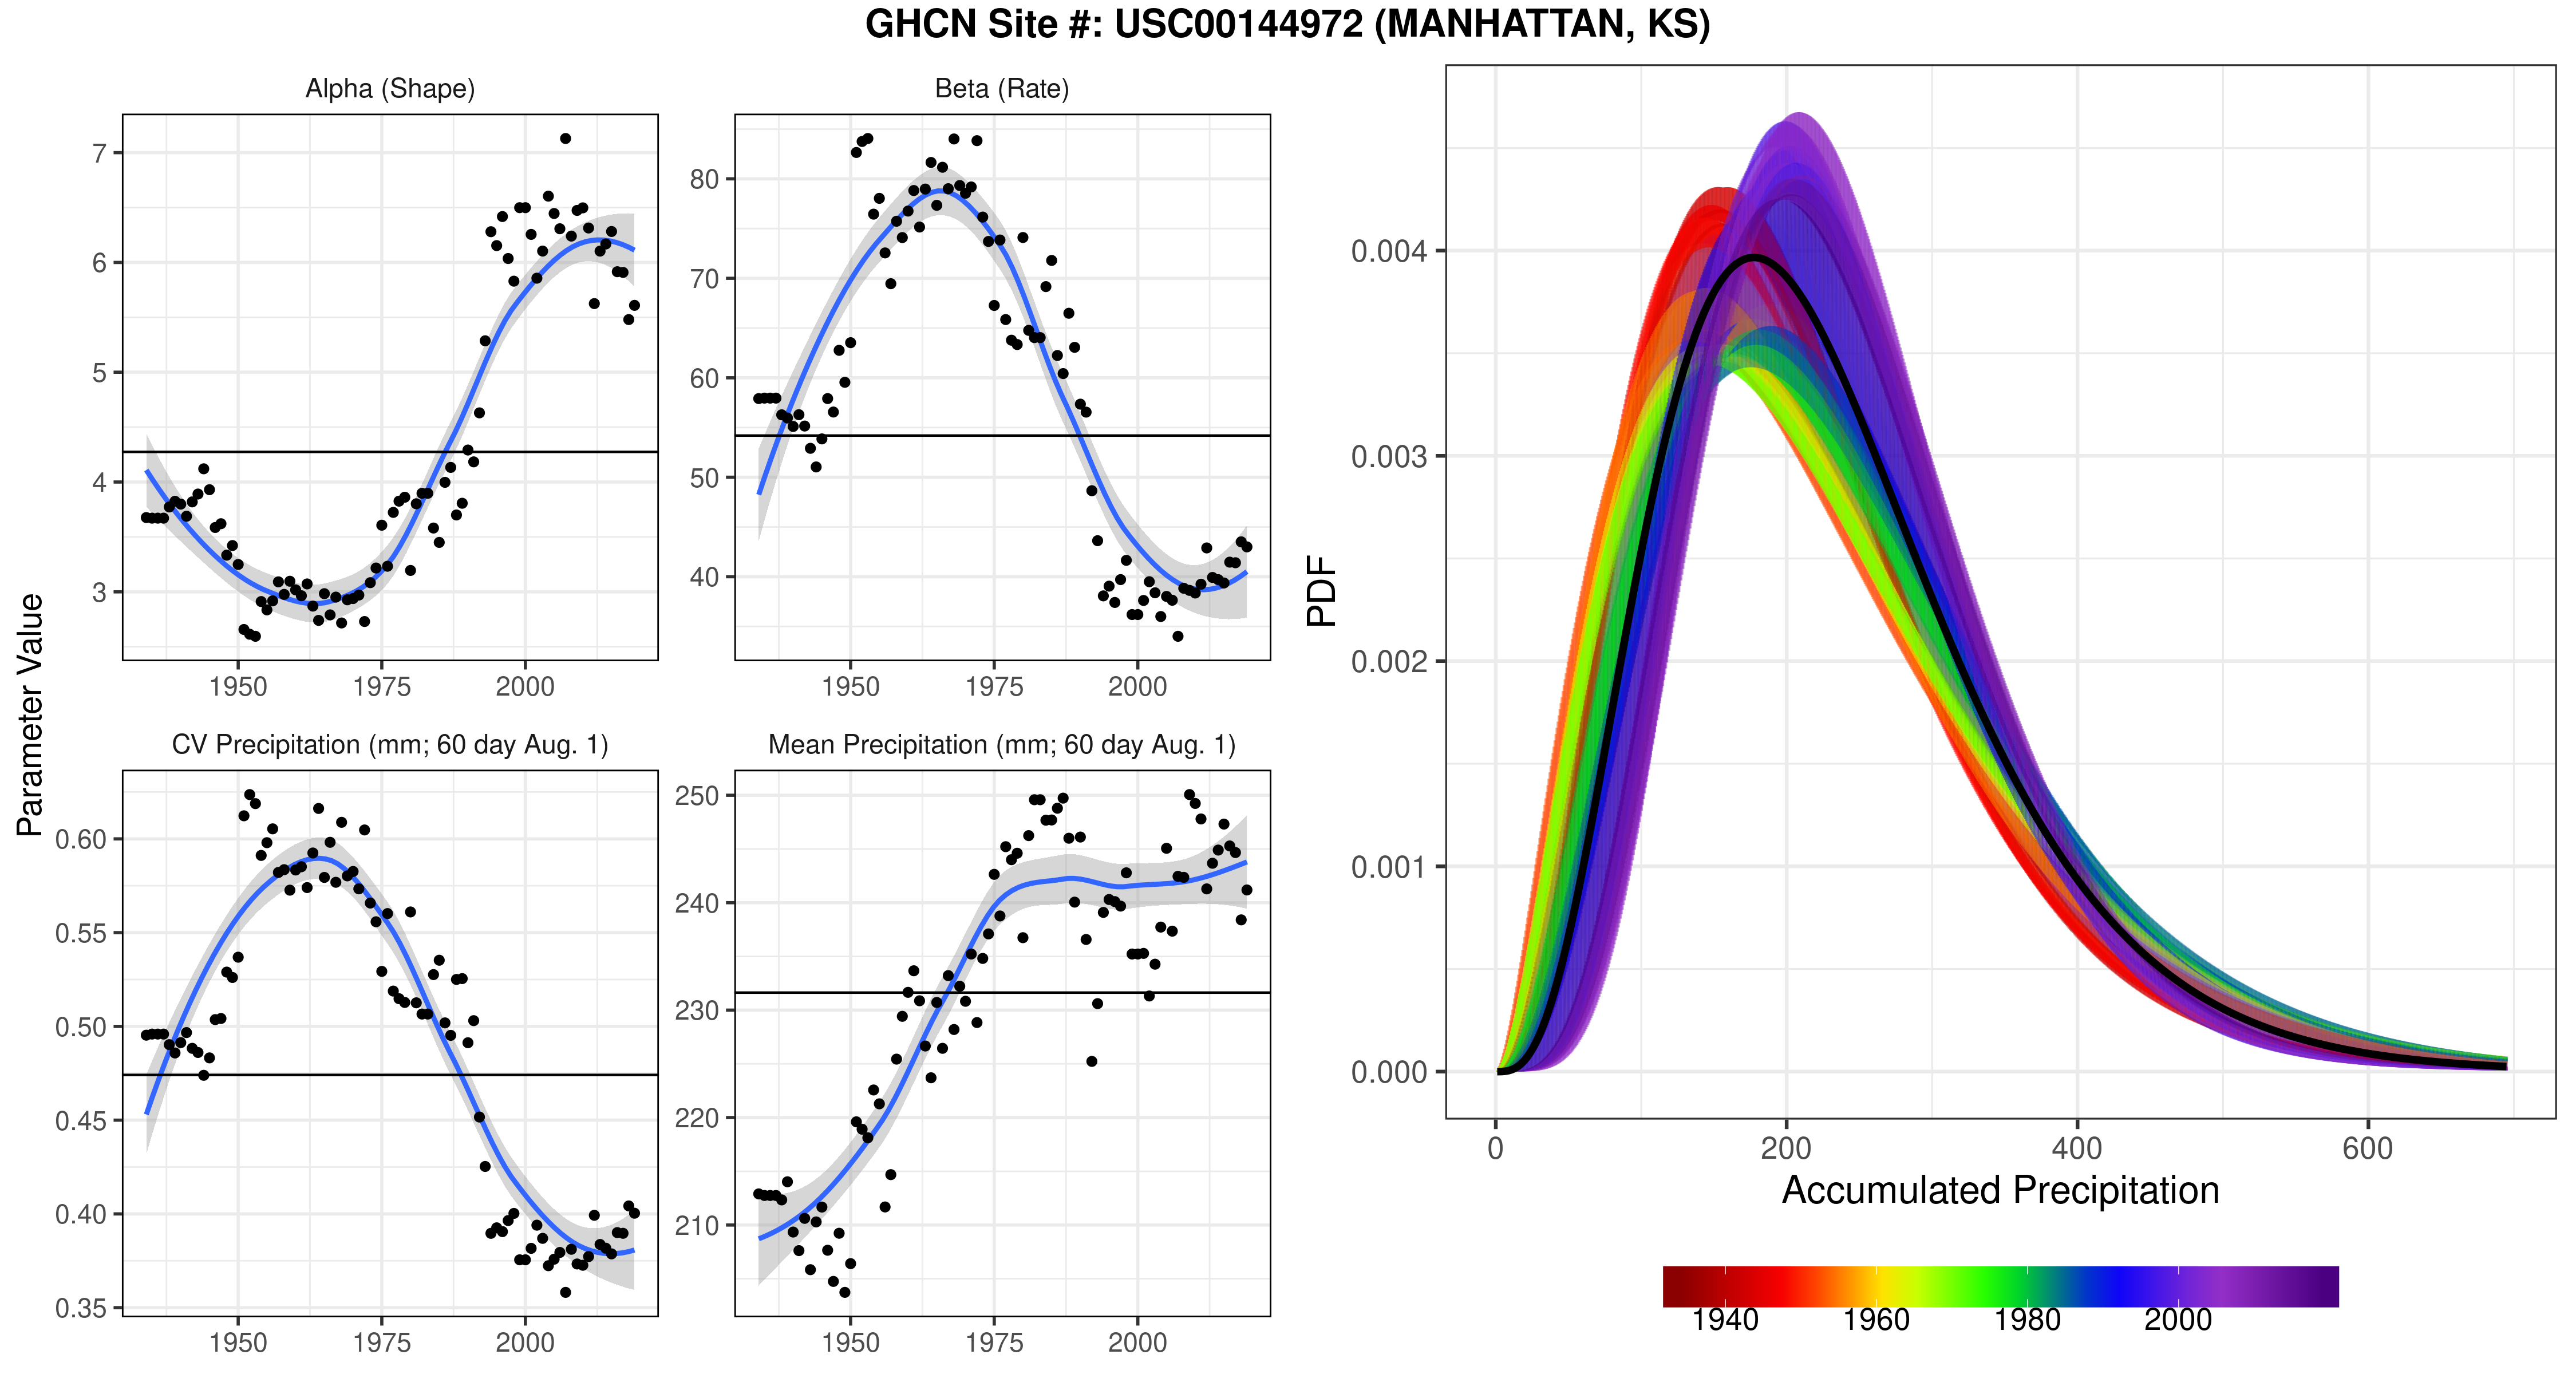 GHCN Site #: USC00144972 (MANHATTAN, KS)
Parameter Value
Alpha (Shape)
7
6
5
4
3
1950 1975 2000
Beta (Rate)
80
70
60
50
40
1950 1975 2000
CV Precipitation (mm; 60 day Aug. 1)
0.60
0.55
0.50
0.45
0.40
0.35
1950 1975 2000
Mean Precipitation (mm; 60 day Aug. 1)
250
240
230
220
210
1950 1975 2000
PDF
0.004
0.003
0.002
0.001
0.000
0 200 400 600
Accumulated Precipitation
1940 1960 1980 2000